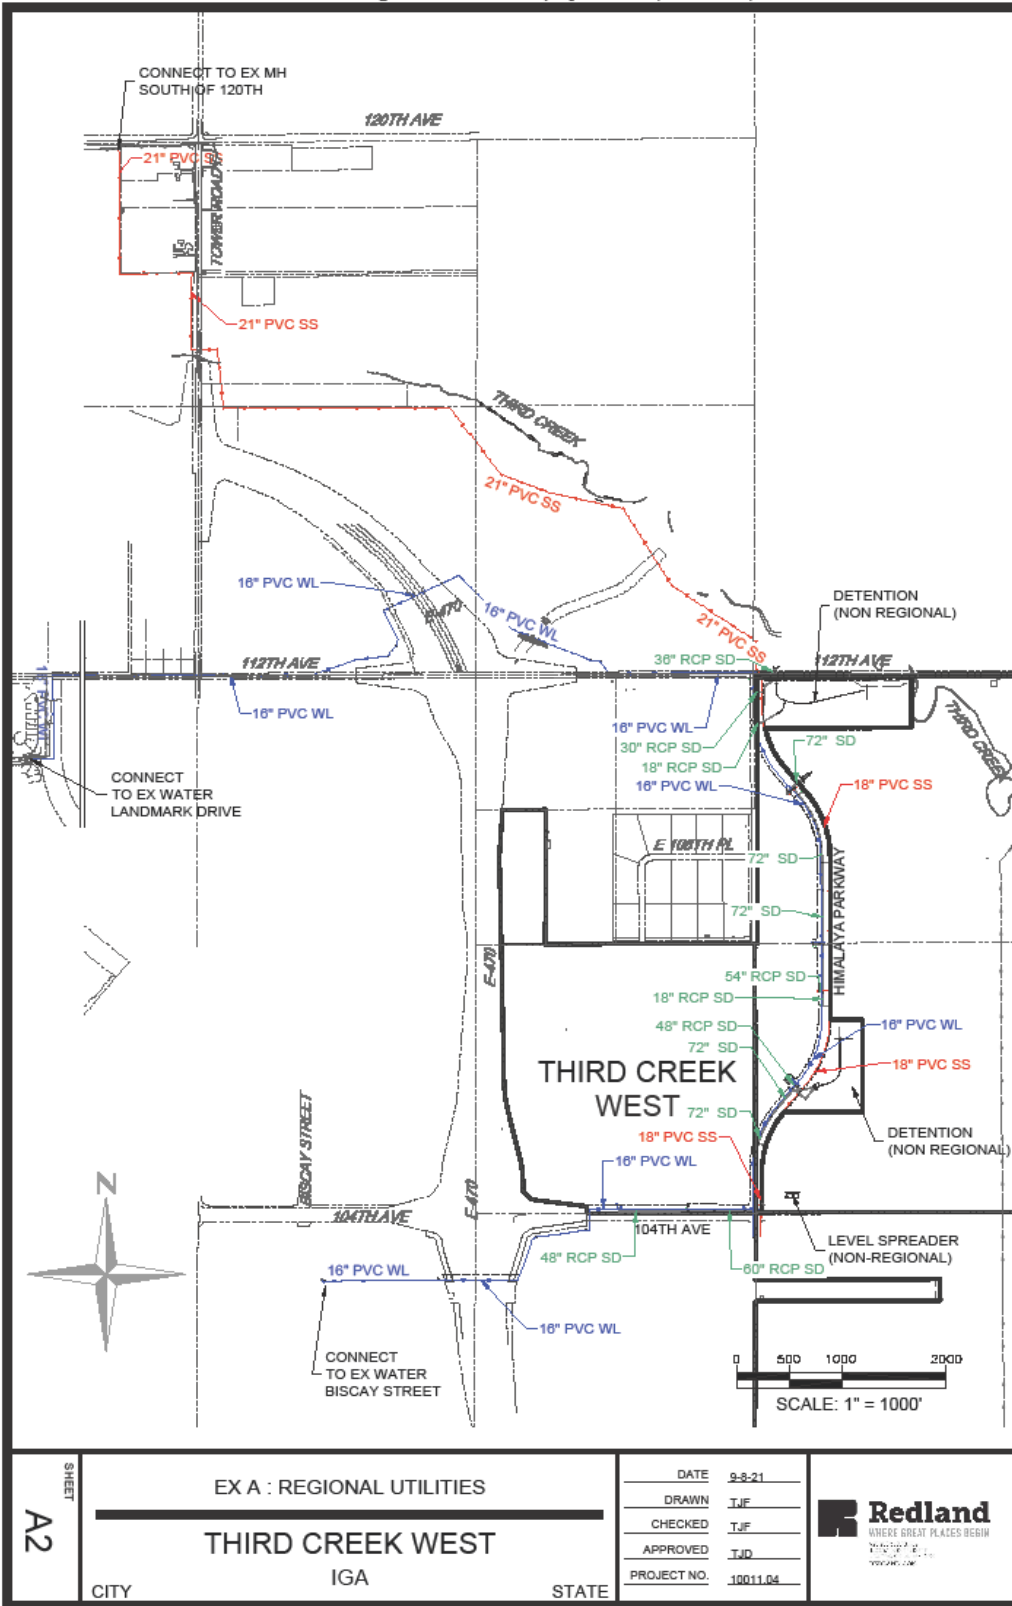 CONNECT TO EX MH
SOUTH OF 120TH
120TH AVE
21" PVC SS
TOWER ROAD
21" PVC SS
THIRD CREEK
21" PVC SS
16" PVC WL
E-470
16" PVC WL
21" PVC SS
DETENTION
(NON REGIONAL)
36" RCP SD
112TH AVE
112TH AVE
16" PVC WL
16" PVC WL
30" RCP SD
18" RCP SD
72" SD
THIRD CREEK
16" PVC WL
18" PVC SS
CONNECT
TO EX WATER
LANDMARK DRIVE
E 108TH PL
72" SD
HIMALAYA PARKWAY
72" SD
E-470
54" RCP SD
18" RCP SD
48" RCP SD
16" PVC WL
72" SD
18" PVC SS
THIRD CREEK
WEST
72" SD
BISCAY STREET
18" PVC SS
DETENTION
(NON REGIONAL)
16" PVC WL
E-470
104TH AVE
104TH AVE
LEVEL SPREADER
(NON-REGIONAL)
48" RCP SD
60" RCP SD
N
16" PVC WL
16" PVC WL
CONNECT
TO EX WATER
BISCAY STREET
0 500 1000 2000
SCALE: 1" = 1000'
SHEET
A2
EX A : REGIONAL UTILITIES
THIRD CREEK WEST
IGA
CITY STATE
DATE 9-8-21
DRAWN TJF
CHECKED TJF
APPROVED TJD
PROJECT NO. 10011.04
Redland
WHERE GREAT PLACES BEGIN